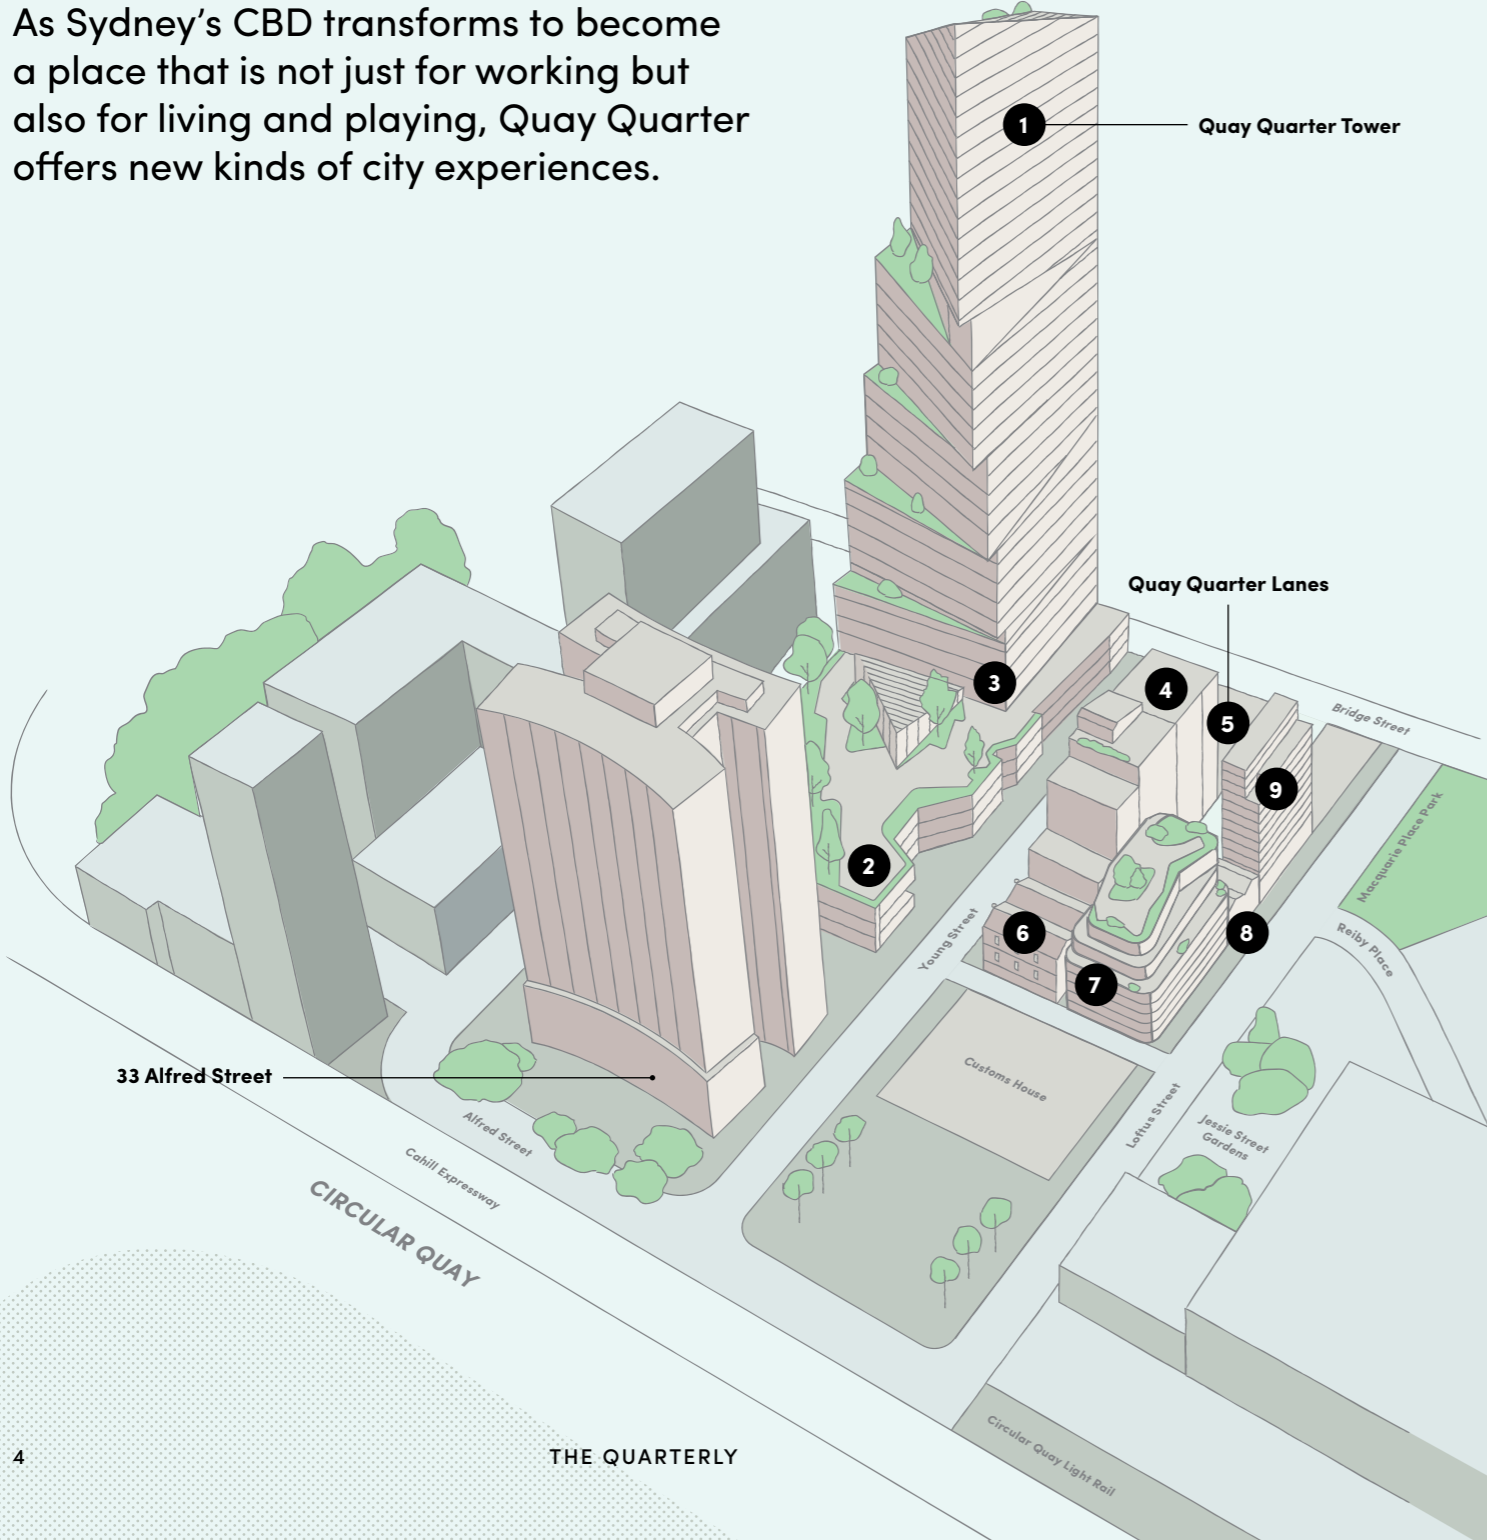 As Sydney’s CBD transforms to become
a place that is not just for working but
also for living and playing, Quay Quarter
offers new kinds of city experiences.
1
Quay Quarter Tower
Quay Quarter Lanes
3
4
5
Bridge Street
9
Macquarie Place Park
2
Young Street
6
8
Reiby Place
7
Customs House
33 Alfred Street
Loftus Street
Alfred Street
Jessie Street
Gardens
Cahill Expressway
CIRCULAR QUAY
Circular Quay Light Rail
4
THE QUARTERLY